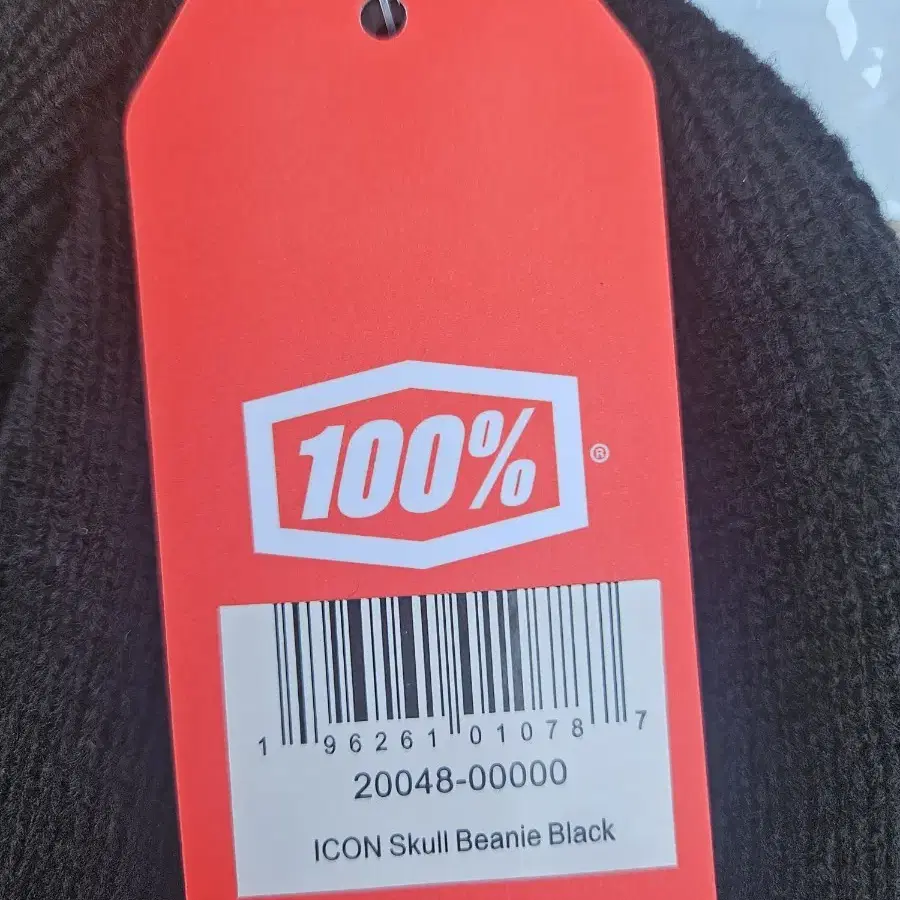 100% ®
1 96261 01078 7
20048-00000
ICON Skull Beanie Black